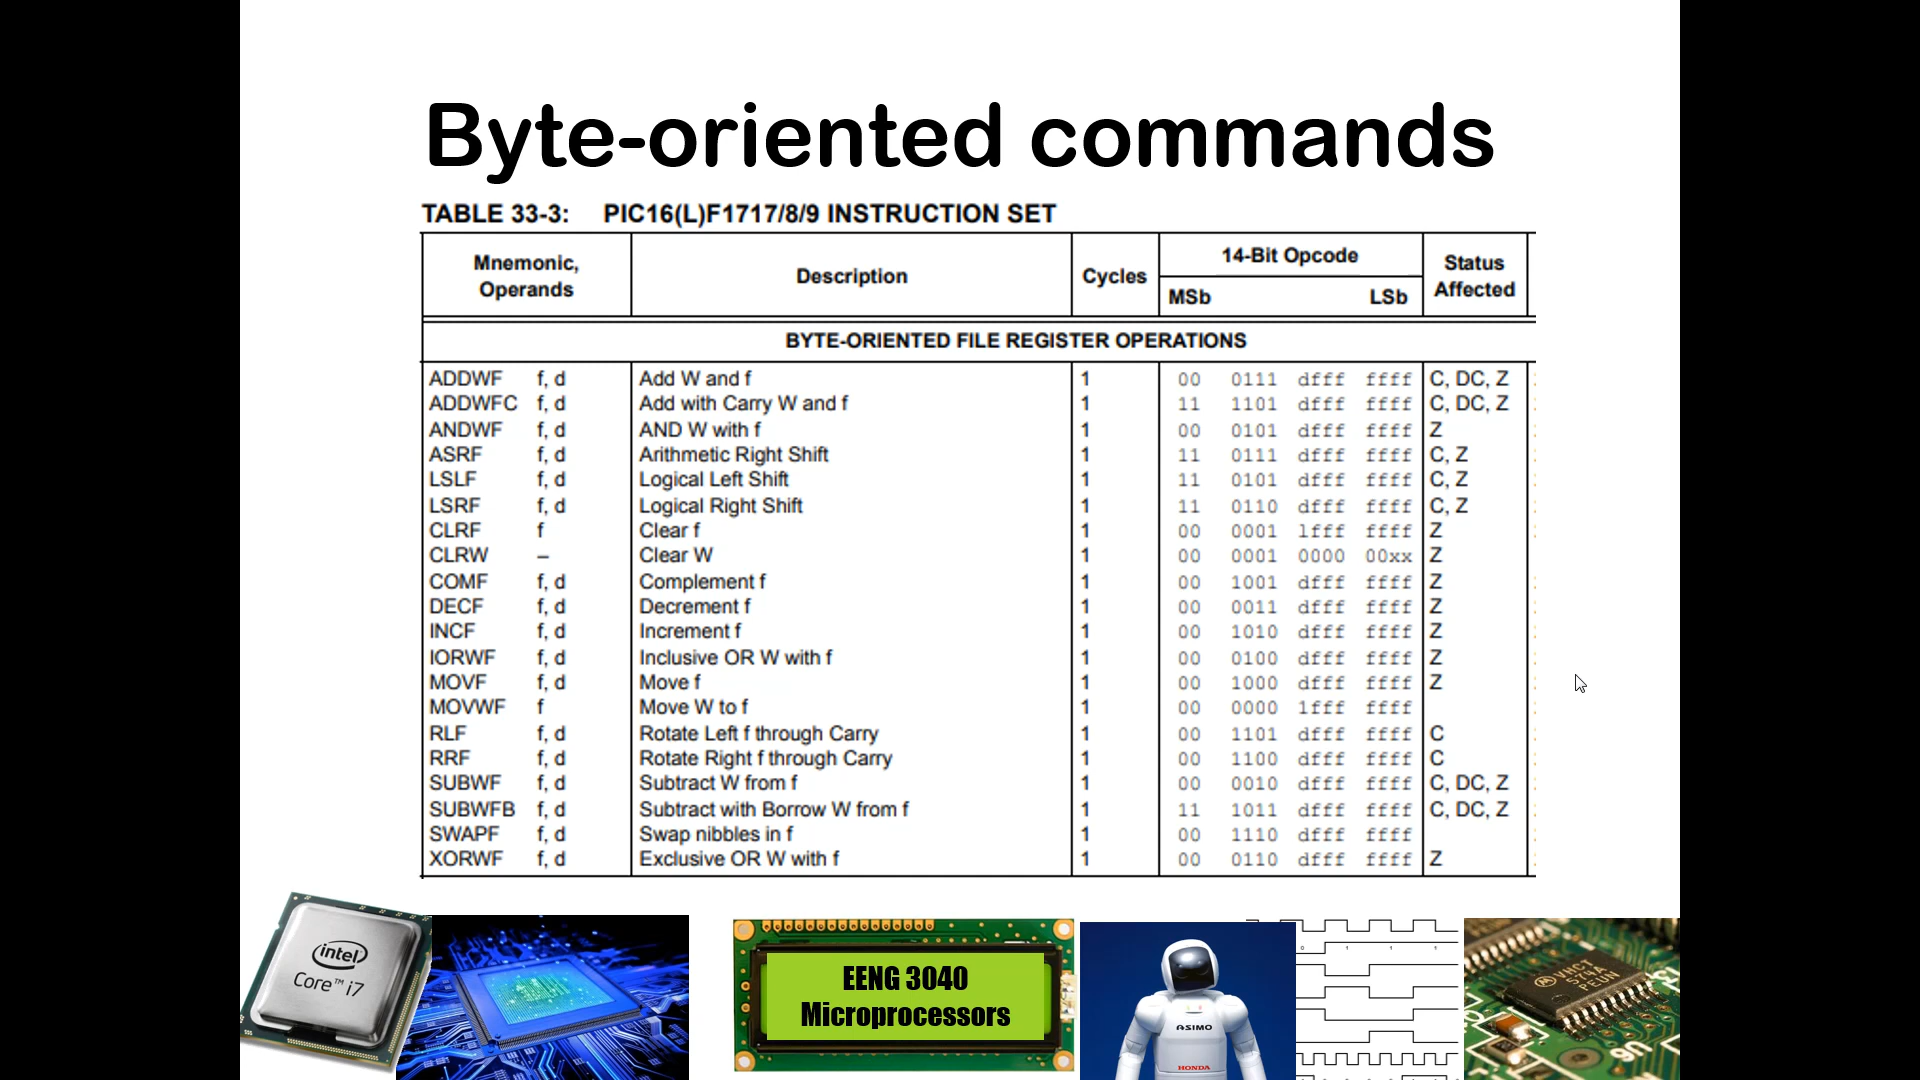 Byte-oriented commands
TABLE 33-3: PIC16(L)F1717/8/9 INSTRUCTION SET
Mnemonic, Operands Description Cycles 14-Bit Opcode Status Affected
MSb LSb
BYTE-ORIENTED FILE REGISTER OPERATIONS
ADDWF f, d Add W and f 1 00 0111 dfff ffff C, DC, Z
ADDWFC f, d Add with Carry W and f 1 11 1101 dfff ffff C, DC, Z
ANDWF f, d AND W with f 1 00 0101 dfff ffff Z
ASRF f, d Arithmetic Right Shift 1 11 0111 dfff ffff C, Z
LSLF f, d Logical Left Shift 1 11 0101 dfff ffff C, Z
LSRF f, d Logical Right Shift 1 11 0110 dfff ffff C, Z
CLRF f Clear f 1 00 0001 lfff ffff Z
CLRW – Clear W 1 00 0001 0000 00xx Z
COMF f, d Complement f 1 00 1001 dfff ffff Z
DECF f, d Decrement f 1 00 0011 dfff ffff Z
INCF f, d Increment f 1 00 1010 dfff ffff Z
IORWF f, d Inclusive OR W with f 1 00 0100 dfff ffff Z
MOVF f, d Move f 1 00 1000 dfff ffff Z
MOVWF f Move W to f 1 00 0000 1fff ffff
RLF f, d Rotate Left f through Carry 1 00 1101 dfff ffff C
RRF f, d Rotate Right f through Carry 1 00 1100 dfff ffff C
SUBWF f, d Subtract W from f 1 00 0010 dfff ffff C, DC, Z
SUBWFB f, d Subtract with Borrow W from f 1 11 1011 dfff ffff C, DC, Z
SWAPF f, d Swap nibbles in f 1 00 1110 dfff ffff
XORWF f, d Exclusive OR W with f 1 00 0110 dfff ffff Z
intel
Core™ i7
EENG 3040
Microprocessors
ASIMO
HONDA
0 1 1 1
VHCT
574A